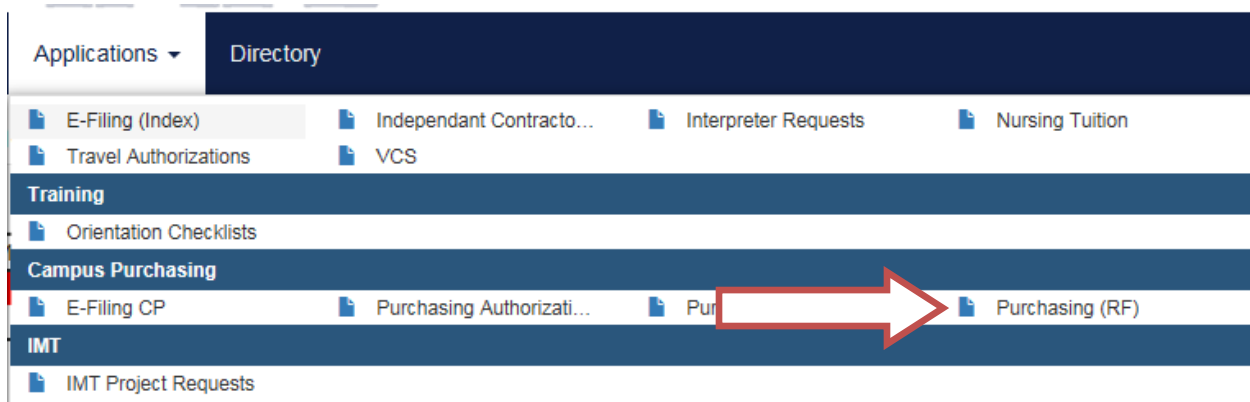 Applications Directory
E-Filing (Index) Independant Contracto... Interpreter Requests Nursing Tuition
Travel Authorizations VCS
Training
Orientation Checklists
Campus Purchasing
E-Filing CP Purchasing Authorizati... Purchasing (RF)
IMT
IMT Project Requests